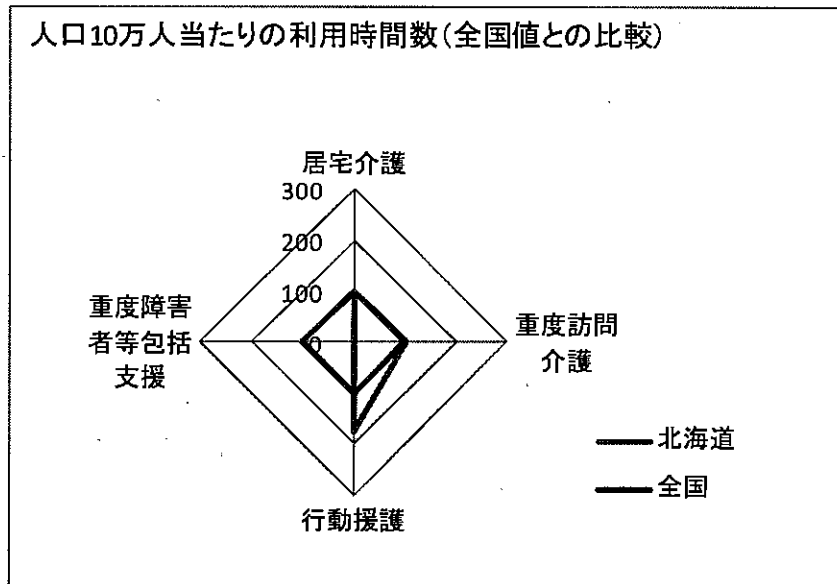 人口10万人当たりの利用時間数(全国値との比較)
居宅介護
300
200
100
0
重度障害
者等包括
支援
重度訪問
介護
行動援護
北海道
全国